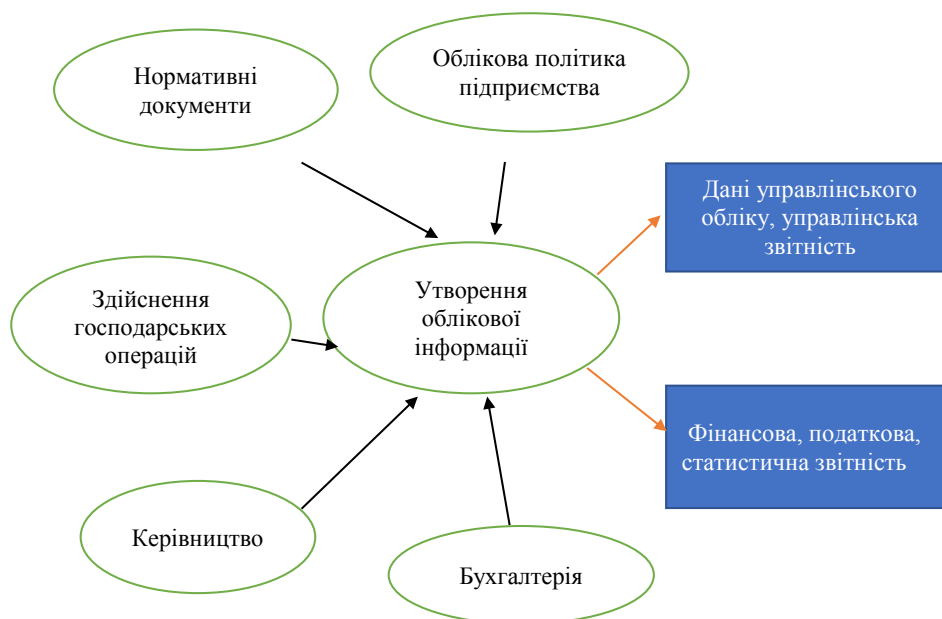 Нормативні
документи
Облікова політика
підприємства
Дані управлінського
обліку, управлінська
звітність
Здійснення
господарських
операцій
Утворення
облікової
інформації
Фінансова, податкова,
статистична звітність
Керівництво
Бухгалтерія